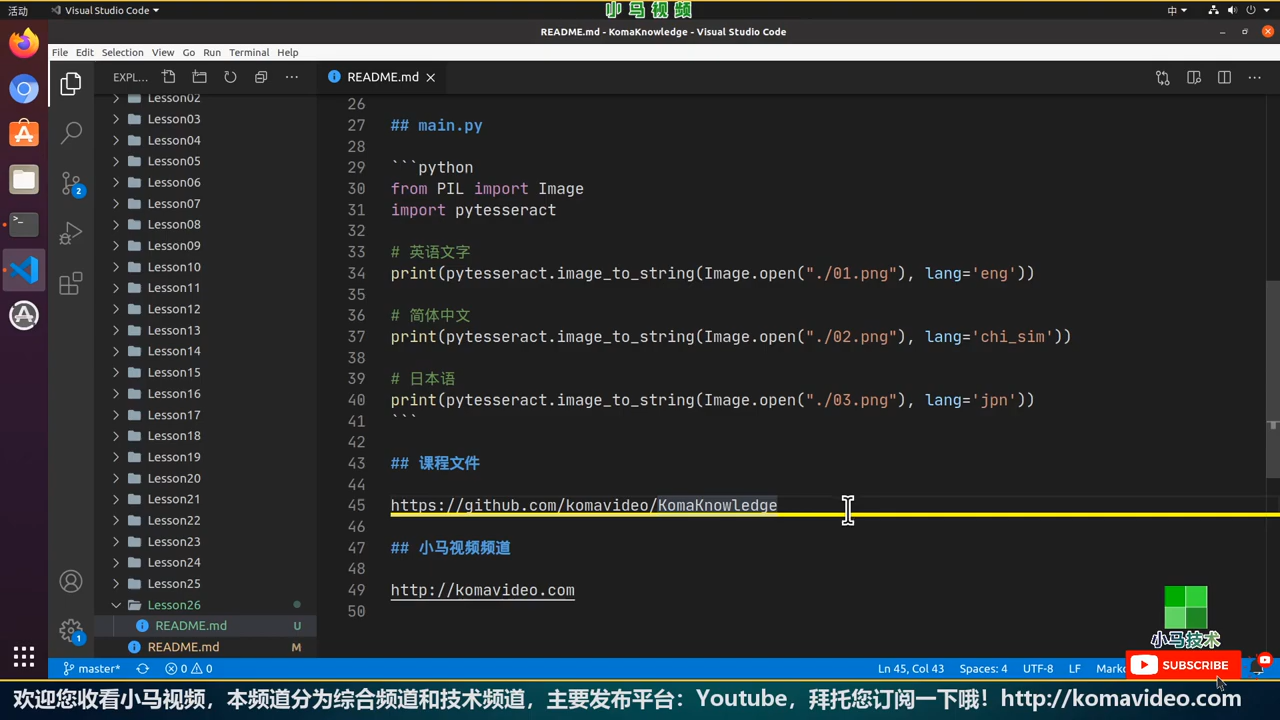 活动
Visual Studio Code
小马视频
中
README.md - KomaKnowledge - Visual Studio Code
File Edit Selection View Go Run Terminal Help
EXPL...
README.md
Lesson02
Lesson03
Lesson04
Lesson05
Lesson06
Lesson07
Lesson08
Lesson09
Lesson10
Lesson11
Lesson12
Lesson13
Lesson14
Lesson15
Lesson16
Lesson17
Lesson18
Lesson19
Lesson20
Lesson21
Lesson22
Lesson23
Lesson24
Lesson25
Lesson26
README.md U
README.md M
2
1
26
27 ## main.py
28
29 ```python
30 from PIL import Image
31 import pytesseract
32
33 # 英语文字
34 print(pytesseract.image_to_string(Image.open("./01.png"), lang='eng'))
35
36 # 简体中文
37 print(pytesseract.image_to_string(Image.open("./02.png"), lang='chi_sim'))
38
39 # 日本语
40 print(pytesseract.image_to_string(Image.open("./03.png"), lang='jpn'))
41 ```
42
43 ## 课程文件
44
45 https://github.com/komavideo/KomaKnowledge
46
47 ## 小马视频频道
48
49 http://komavideo.com
50
小马技术
SUBSCRIBE
master* 0 0 Ln 45, Col 43 Spaces: 4 UTF-8 LF
欢迎您收看小马视频，本频道分为综合频道和技术频道，主要发布平台：Youtube，拜托您订阅一下哦！http://komavideo.com